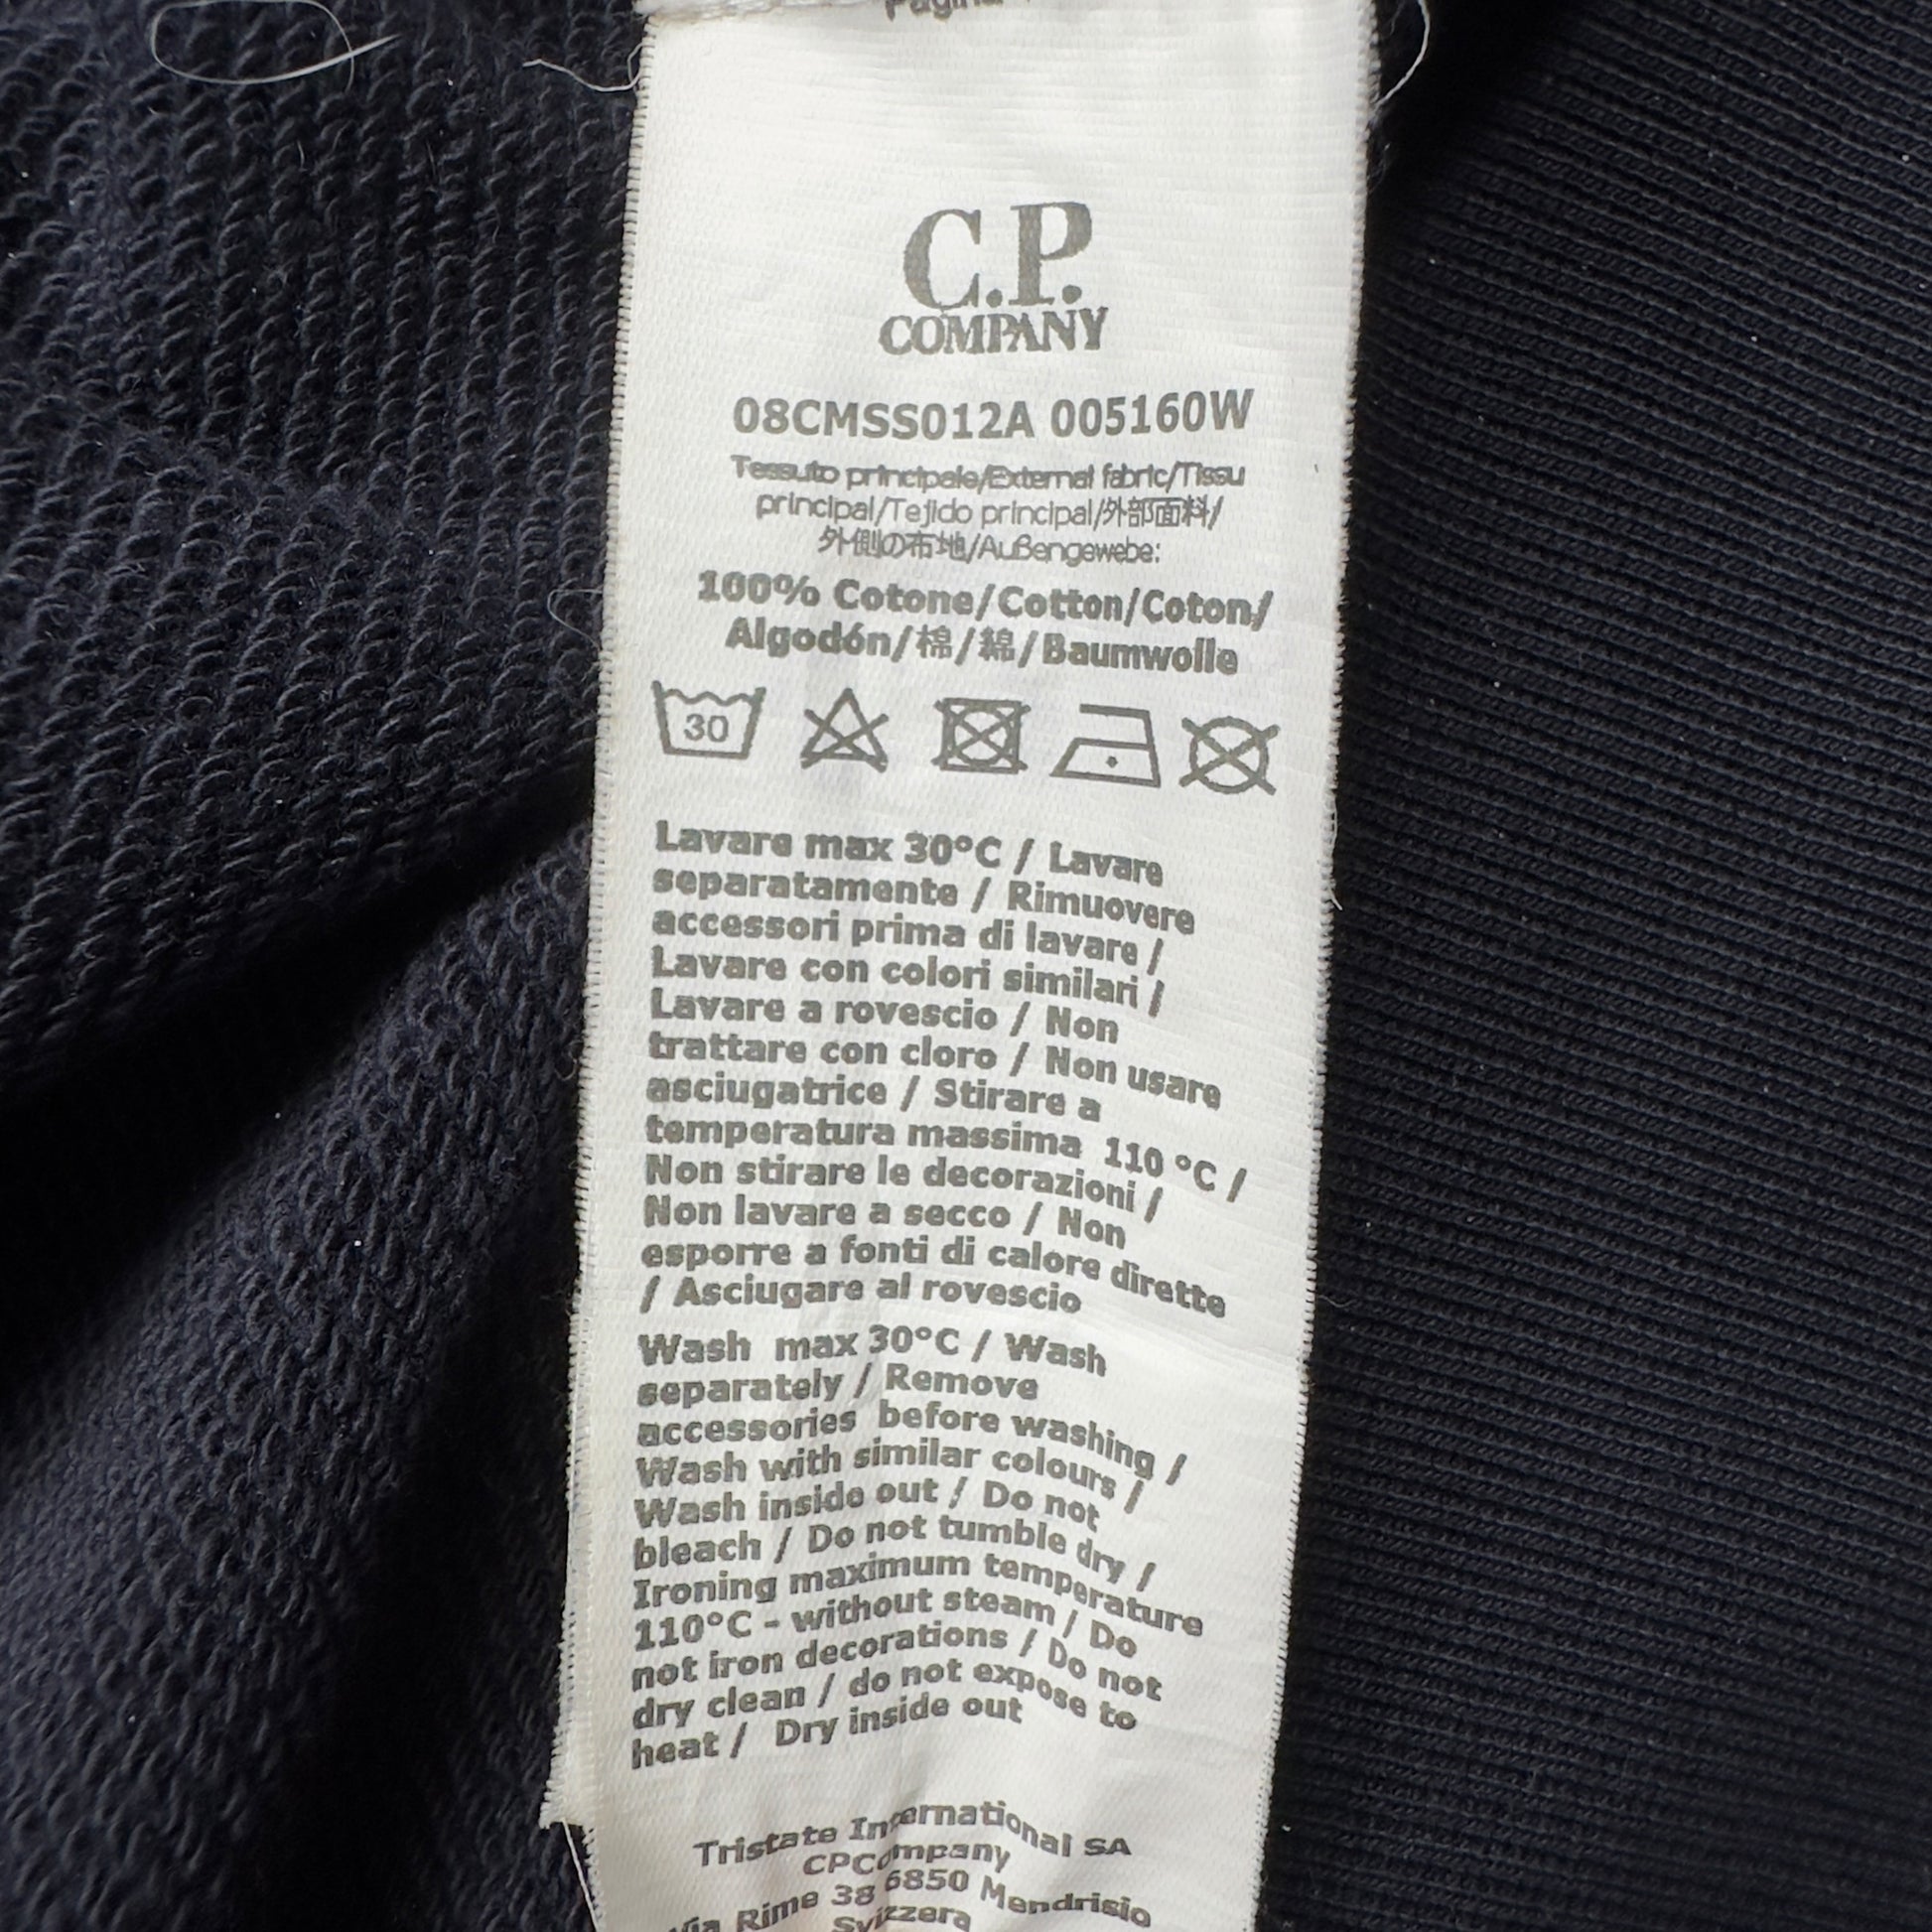 Pagina
C.P.
COMPANY
08CMSS012A 005160W
Tessuto principale/External fabric/Tissu
principal/Tejido principal/外部面料/
外側の布地/Außengewebe:
100% Cotone/Cotton/Coton/
Algodón/棉/綿/Baumwolle
30
Lavare max 30°C / Lavare
separatamente / Rimuovere
accessori prima di lavare /
Lavare con colori similari /
Lavare a rovescio / Non
trattare con cloro / Non usare
asciugatrice / Stirare a
temperatura massima 110 °C /
Non stirare le decorazioni /
Non lavare a secco / Non
esporre a fonti di calore dirette
/ Asciugare al rovescio
Wash max 30°C / Wash
separately / Remove
accessories before washing /
Wash with similar colours /
Wash inside out / Do not
bleach / Do not tumble dry /
Ironing maximum temperature
110°C - without steam / Do
not iron decorations / Do not
dry clean / do not expose to
heat / Dry inside out
Tristate International SA
CPCompany
Via Rime 38 6850 Mendrisio
Svizzera